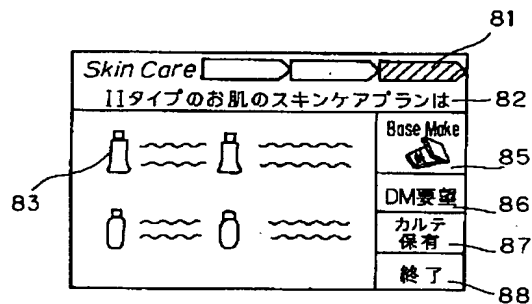 81
Skin Care
IIタイプのお肌のスキンケアプランは
82
Base Make
85
83
DM要望
86
カルテ
保有
87
終了
88